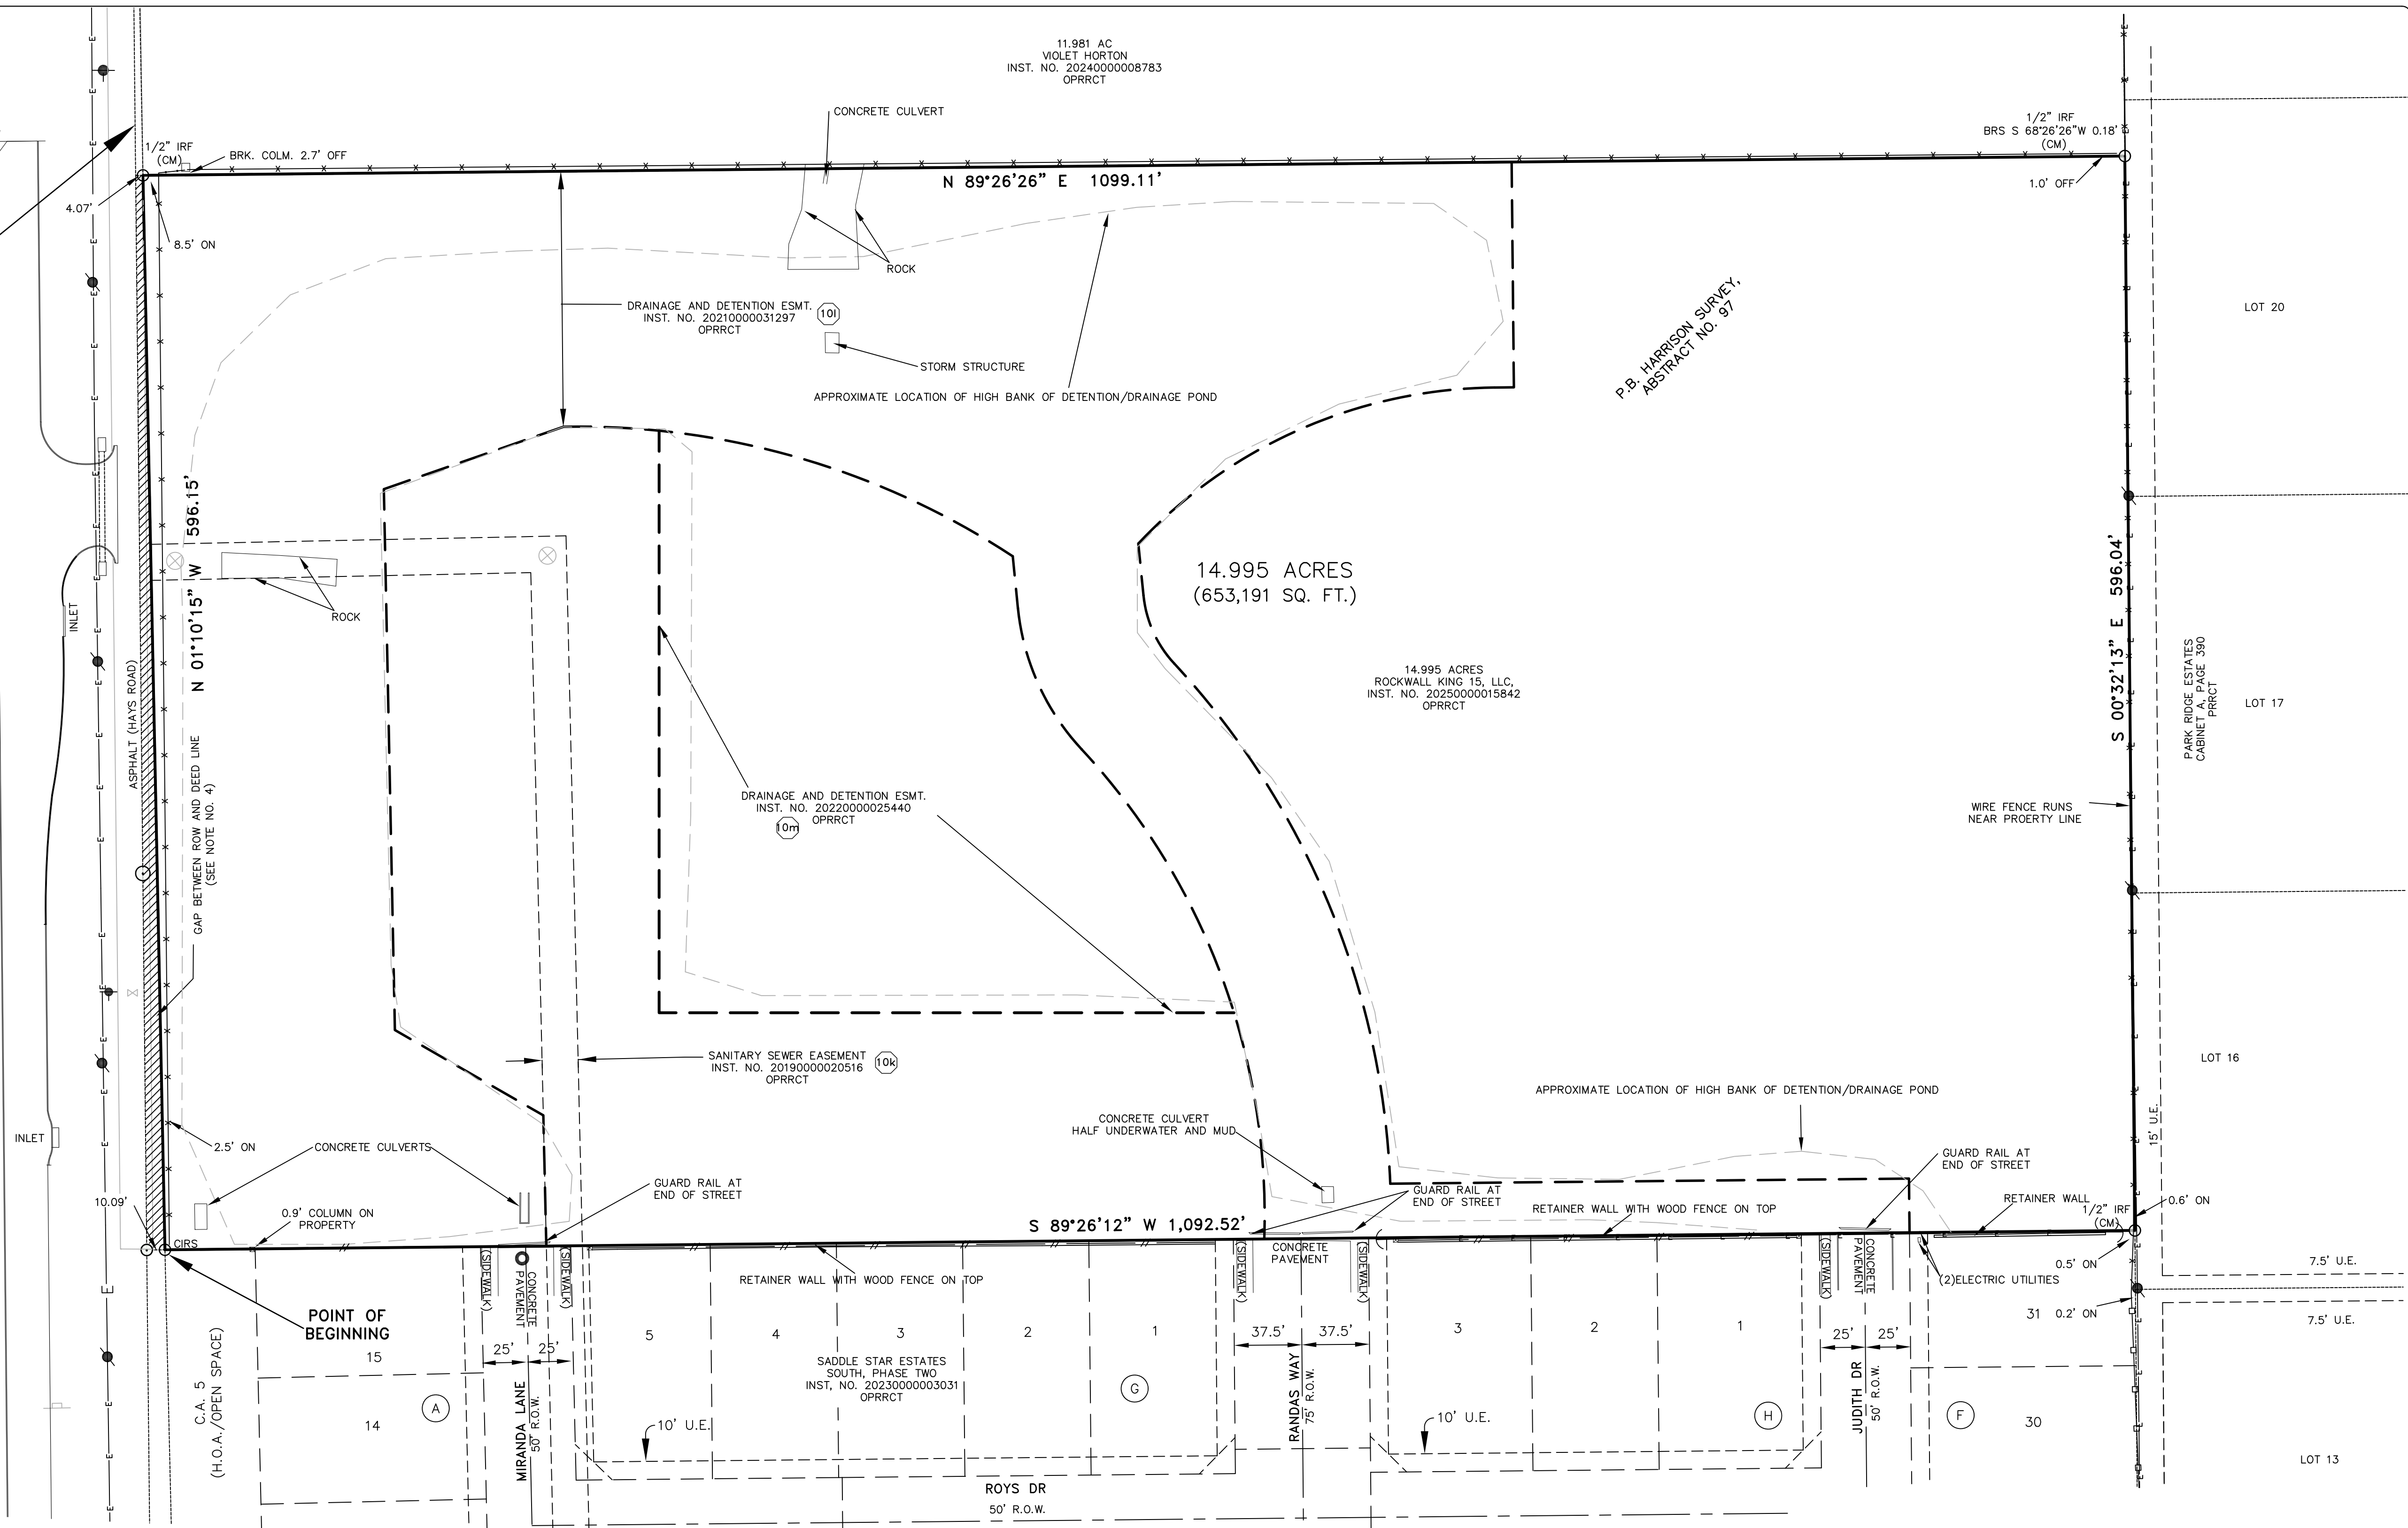 11.981 AC
VIOLET HORTON
INST. NO. 20240000008783
OPRRCT
CONCRETE CULVERT
1/2" IRF
(CM)
BRK. COLM. 2.7' OFF
1/2" IRF
BRS S 68°26'26"W 0.18'
(CM)
N 89°26'26" E 1099.11'
1.0' OFF
4.07'
8.5' ON
ROCK
DRAINAGE AND DETENTION ESMT.
INST. NO. 20210000031297
OPRRCT
10l
STORM STRUCTURE
APPROXIMATE LOCATION OF HIGH BANK OF DETENTION/DRAINAGE POND
P.B. HARRISON SURVEY,
ABSTRACT NO. 97
LOT 20
N 01°10'15" W 596.15'
ROCK
INLET
ASPHALT (HAYS ROAD)
GAP BETWEEN ROW AND DEED LINE
(SEE NOTE NO. 4)
14.995 ACRES
(653,191 SQ. FT.)
14.995 ACRES
ROCKWALL KING 15, LLC,
INST. NO. 20250000015842
OPRRCT
S 00°32'13" E 596.04'
PARK RIDGE ESTATES
CABINET A, PAGE 390
PRRCT
LOT 17
DRAINAGE AND DETENTION ESMT.
INST. NO. 20220000025440
OPRRCT
10m
WIRE FENCE RUNS
NEAR PROERTY LINE
SANITARY SEWER EASEMENT
INST. NO. 20190000020516
OPRRCT
10k
LOT 16
APPROXIMATE LOCATION OF HIGH BANK OF DETENTION/DRAINAGE POND
CONCRETE CULVERT
HALF UNDERWATER AND MUD
15' U.E.
INLET
2.5' ON
CONCRETE CULVERTS
GUARD RAIL AT
END OF STREET
GUARD RAIL AT
END OF STREET
GUARD RAIL AT
END OF STREET
10.09'
0.9' COLUMN ON
PROPERTY
S 89°26'12" W 1,092.52'
RETAINER WALL WITH WOOD FENCE ON TOP
RETAINER WALL
1/2" IRF
(CM)
0.6' ON
CIRS
(SIDEWALK)
CONCRETE
PAVEMENT
(SIDEWALK)
RETAINER WALL WITH WOOD FENCE ON TOP
(SIDEWALK)
CONCRETE
PAVEMENT
(SIDEWALK)
(SIDEWALK)
CONCRETE
PAVEMENT
(2)ELECTRIC UTILITIES
0.5' ON
7.5' U.E.
POINT OF
BEGINNING
31
0.2' ON
7.5' U.E.
C.A. 5
(H.O.A./OPEN SPACE)
15
25'
25'
5
4
3
2
1
37.5'
37.5'
3
2
1
25'
25'
SADDLE STAR ESTATES
SOUTH, PHASE TWO
INST, NO. 20230000003031
OPRRCT
14
A
MIRANDA LANE
50' R.O.W.
10' U.E.
G
RANDAS WAY
75' R.O.W.
10' U.E.
H
JUDITH DR
50' R.O.W.
F
30
LOT 13
ROYS DR
50' R.O.W.
E